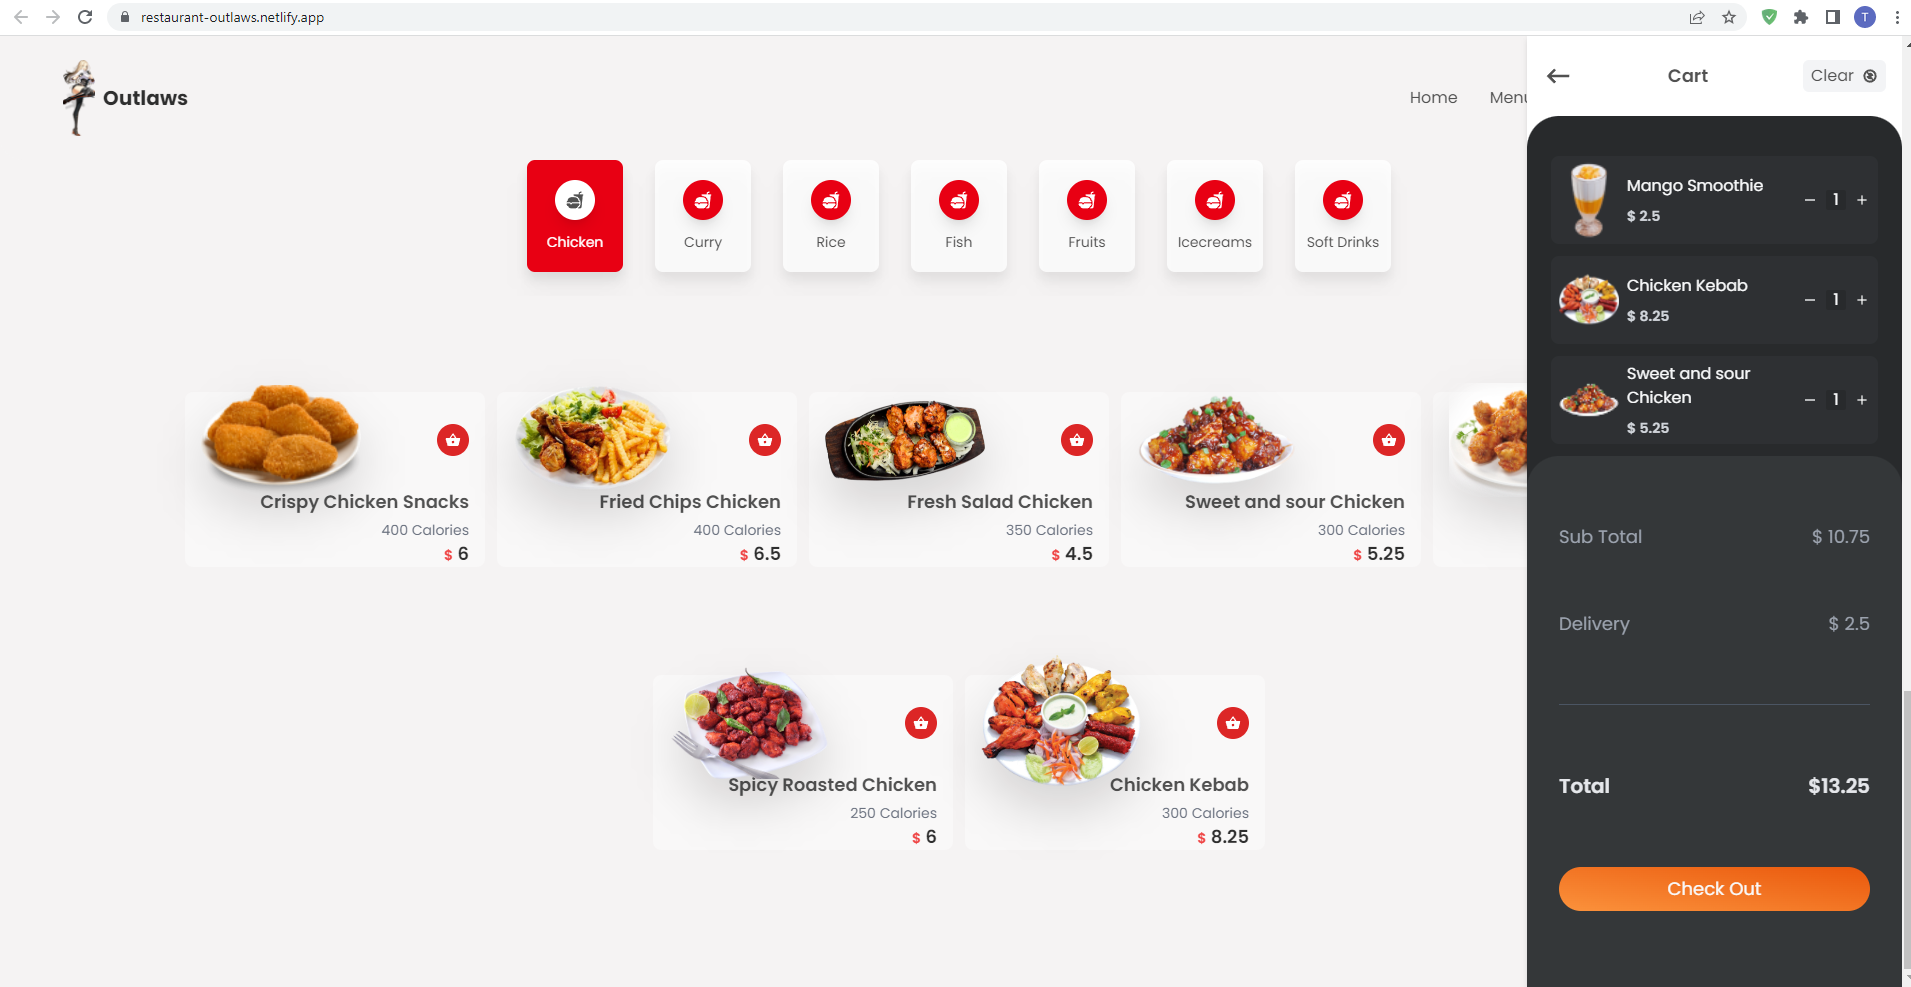 restaurant-outlaws.netlify.app
T
Outlaws
Home
Menu
Cart
Clear
Chicken
Curry
Rice
Fish
Fruits
Icecreams
Soft Drinks
Crispy Chicken Snacks
400 Calories
$ 6
Fried Chips Chicken
400 Calories
$ 6.5
Fresh Salad Chicken
350 Calories
$ 4.5
Sweet and sour Chicken
300 Calories
$ 5.25
Spicy Roasted Chicken
250 Calories
$ 6
Chicken Kebab
300 Calories
$ 8.25
Mango Smoothie
$ 2.5
− 1 +
Chicken Kebab
$ 8.25
− 1 +
Sweet and sour
Chicken
$ 5.25
− 1 +
Sub Total
$ 10.75
Delivery
$ 2.5
Total
$13.25
Check Out